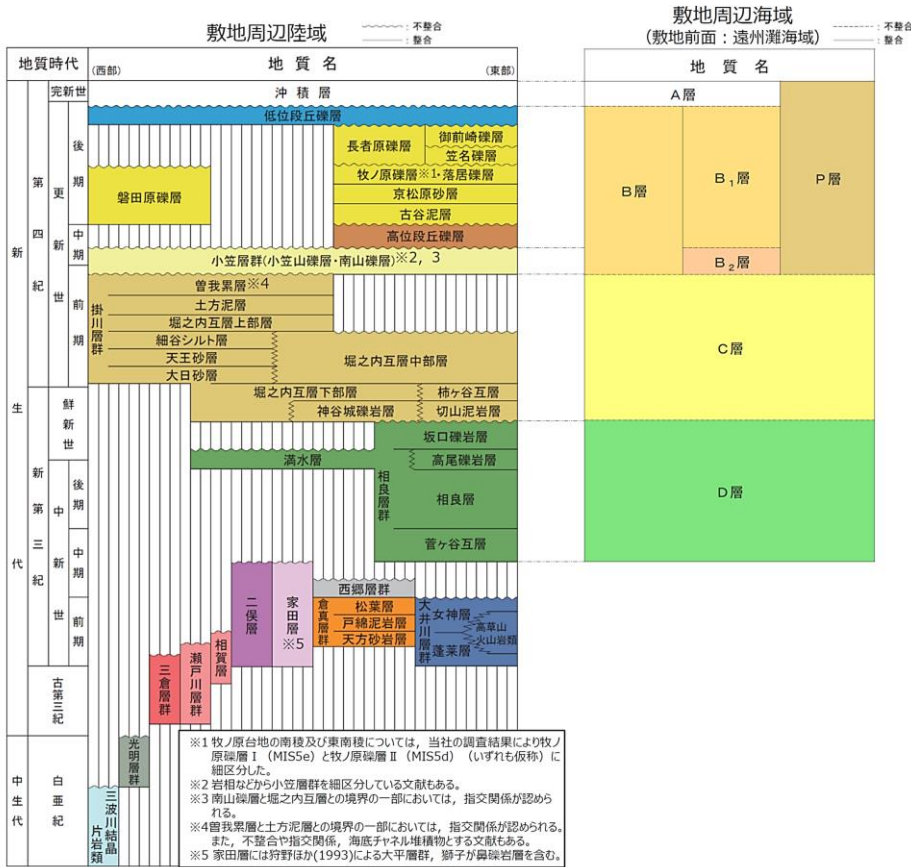 敷地周辺陸域
～～～：不整合
―――：整合
敷地周辺海域
(敷地前面：遠州灘海域)
-------：不整合
―――：整合
地質時代
(西部)
地質名
(東部)
地質名
新生代
第四紀
完新世
更新世
後期
中期
前期
新第三紀
鮮新世
中新世
後期
中期
前期
古第三紀
中生代
白亜紀
沖積層
低位段丘礫層
長者原礫層
御前崎礫層
笠名礫層
磐田原礫層
牧ノ原礫層※1・落居礫層
京松原砂層
古谷泥層
高位段丘礫層
小笠層群(小笠山礫層・南山礫層)※2, 3
掛川層群
曽我累層※4
土方泥層
堀之内互層上部層
細谷シルト層
天王砂層
大日砂層
堀之内互層中部層
堀之内互層下部層
柿ヶ谷互層
神谷城礫岩層
切山泥岩層
相良層群
坂口礫岩層
満水層
高尾礫岩層
相良層
菅ヶ谷互層
二俣層
家田層※5
西郷層群
倉真層群
松葉層
戸綿泥岩層
天方砂岩層
大井川層群
女神層
高草山
火山岩類
蓬莱層
相賀層
瀬戸川層群
三倉層群
光明層群
三波川結晶片岩類
A層
B層
B₁層
B₂層
P層
C層
D層
※1 牧ノ原台地の南稜及び東南稜については，当社の調査結果により牧ノ
原礫層Ⅰ（MIS5e）と牧ノ原礫層Ⅱ（MIS5d）（いずれも仮称）に
細区分した。
※2 岩相などから小笠層群を細区分している文献もある。
※3 南山礫層と堀之内互層との境界の一部においては，指交関係が認めら
れる。
※4曽我累層と土方泥層との境界の一部においては，指交関係が認められる。
また，不整合や指交関係，海底チャネル堆積物とする文献もある。
※5 家田層には狩野ほか(1993)による大平層群，獅子が鼻礫岩層を含む。